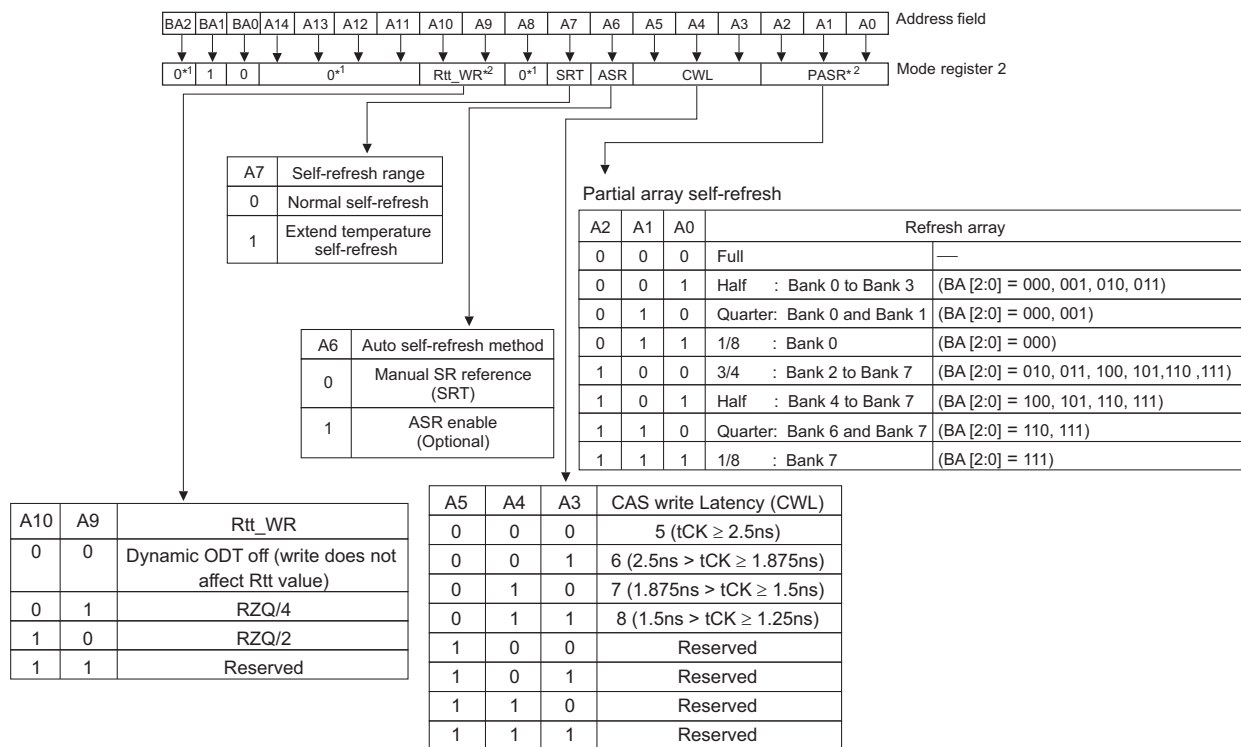 BA2 BA1 BA0 A14 A13 A12 A11 A10 A9 A8 A7 A6 A5 A4 A3 A2 A1 A0 Address field
0*1 1 0 0*1 Rtt_WR*2 0*1 SRT ASR CWL PASR*2 Mode register 2
A7 Self-refresh range
0 Normal self-refresh
1 Extend temperature
self-refresh
Partial array self-refresh
A2 A1 A0 Refresh array
0 0 0 Full —
0 0 1 Half : Bank 0 to Bank 3 (BA [2:0] = 000, 001, 010, 011)
0 1 0 Quarter: Bank 0 and Bank 1 (BA [2:0] = 000, 001)
0 1 1 1/8 : Bank 0 (BA [2:0] = 000)
1 0 0 3/4 : Bank 2 to Bank 7 (BA [2:0] = 010, 011, 100, 101,110 ,111)
1 0 1 Half : Bank 4 to Bank 7 (BA [2:0] = 100, 101, 110, 111)
1 1 0 Quarter: Bank 6 and Bank 7 (BA [2:0] = 110, 111)
1 1 1 1/8 : Bank 7 (BA [2:0] = 111)
A6 Auto self-refresh method
0 Manual SR reference
(SRT)
1 ASR enable
(Optional)
A10 A9 Rtt_WR
0 0 Dynamic ODT off (write does not
affect Rtt value)
0 1 RZQ/4
1 0 RZQ/2
1 1 Reserved
A5 A4 A3 CAS write Latency (CWL)
0 0 0 5 (tCK ≥ 2.5ns)
0 0 1 6 (2.5ns > tCK ≥ 1.875ns)
0 1 0 7 (1.875ns > tCK ≥ 1.5ns)
0 1 1 8 (1.5ns > tCK ≥ 1.25ns)
1 0 0 Reserved
1 0 1 Reserved
1 1 0 Reserved
1 1 1 Reserved